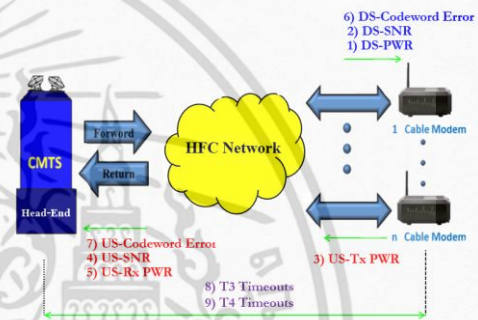 6) DS-Codeword Error
2) DS-SNR
1) DS-PWR
1 Cable Modem
Forword
HFC Network
CMTS
Return
Head-End
n Cable Modem
7) US-Codeword Error
4) US-SNR
5) US-Rx PWR
3) US-Tx PWR
8) T3 Timeouts
9) T4 Timeouts